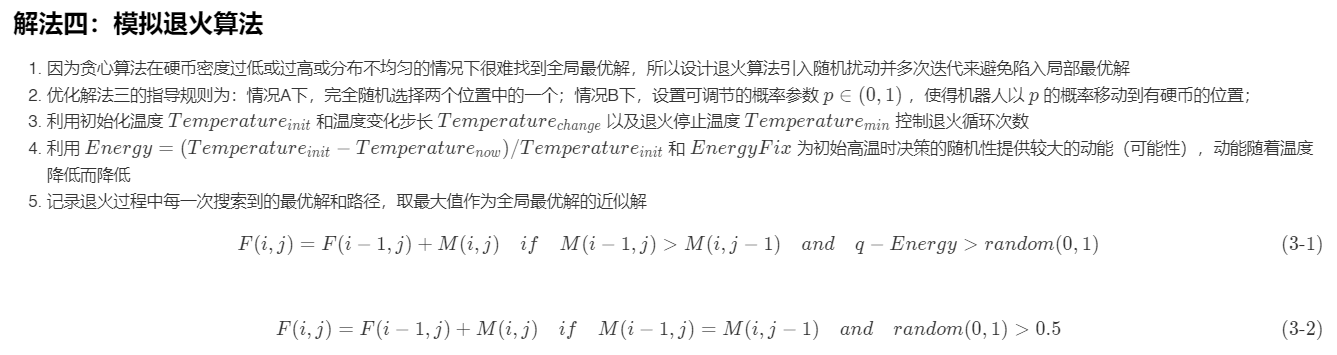 解法四：模拟退火算法
1. 因为贪心算法在硬币密度过低或过高或分布不均匀的情况下很难找到全局最优解，所以设计退火算法引入随机扰动并多次迭代来避免陷入局部最优解
2. 优化解法三的指导规则为：情况A下，完全随机选择两个位置中的一个；情况B下，设置可调节的概率参数 p ∈ (0, 1) ，使得机器人以 p 的概率移动到有硬币的位置；
3. 利用初始化温度 Temperature_{init} 和温度变化步长 Temperature_{change} 以及退火停止温度 Temperature_{min} 控制退火循环次数
4. 利用 Energy = (Temperature_{init} − Temperature_{now})/Temperature_{init} 和 EnergyFix 为初始高温时决策的随机性提供较大的动能（可能性），动能随着温度
降低而降低
5. 记录退火过程中每一次搜索到的最优解和路径，取最大值作为全局最优解的近似解
F(i, j) = F(i − 1, j) + M(i, j) if M(i − 1, j) > M(i, j − 1) and q − Energy > random(0, 1) (3-1)
F(i, j) = F(i − 1, j) + M(i, j) if M(i − 1, j) = M(i, j − 1) and random(0, 1) > 0.5 (3-2)